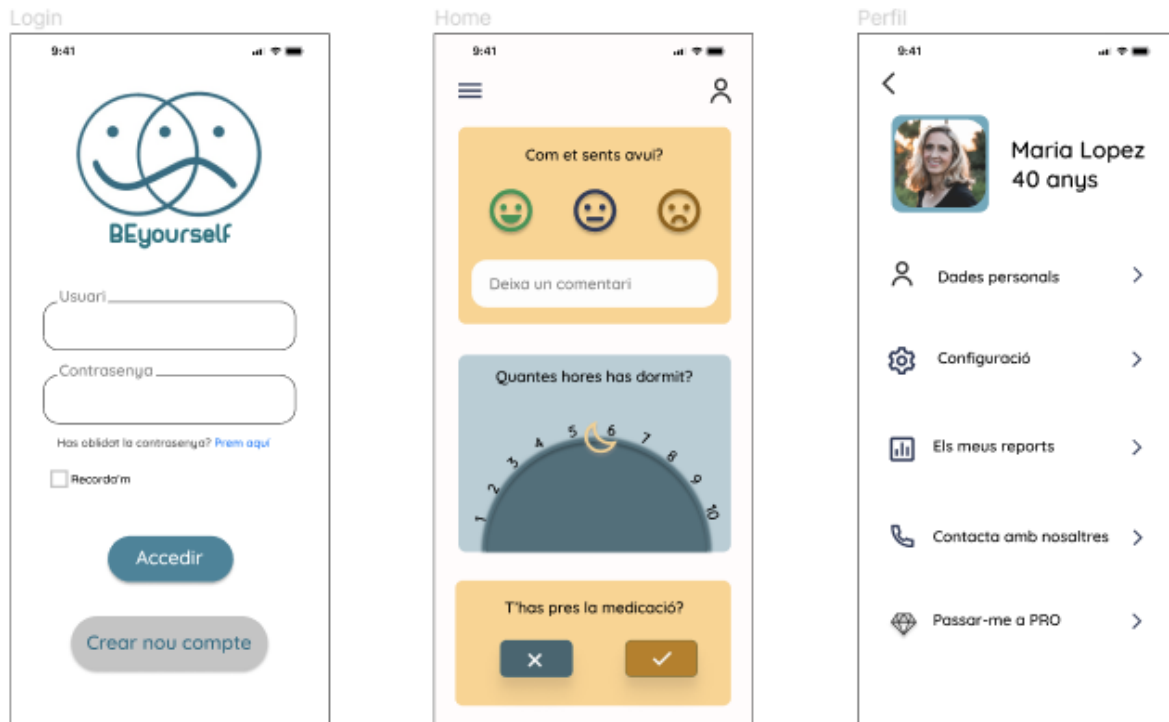 Login
9:41
BEyourself
Usuari
Contrasenya
Has oblidat la contrasenya? Prem aquí
Recorda'm
Accedir
Crear nou compte
Home
9:41
Com et sents avui?
Deixa un comentari
Quantes hores has dormit?
1 2 3 4 5 6 7 8 9 10
T'has pres la medicació?
Perfil
9:41
Maria Lopez
40 anys
Dades personals
Configuració
Els meus reports
Contacta amb nosaltres
Passar-me a PRO